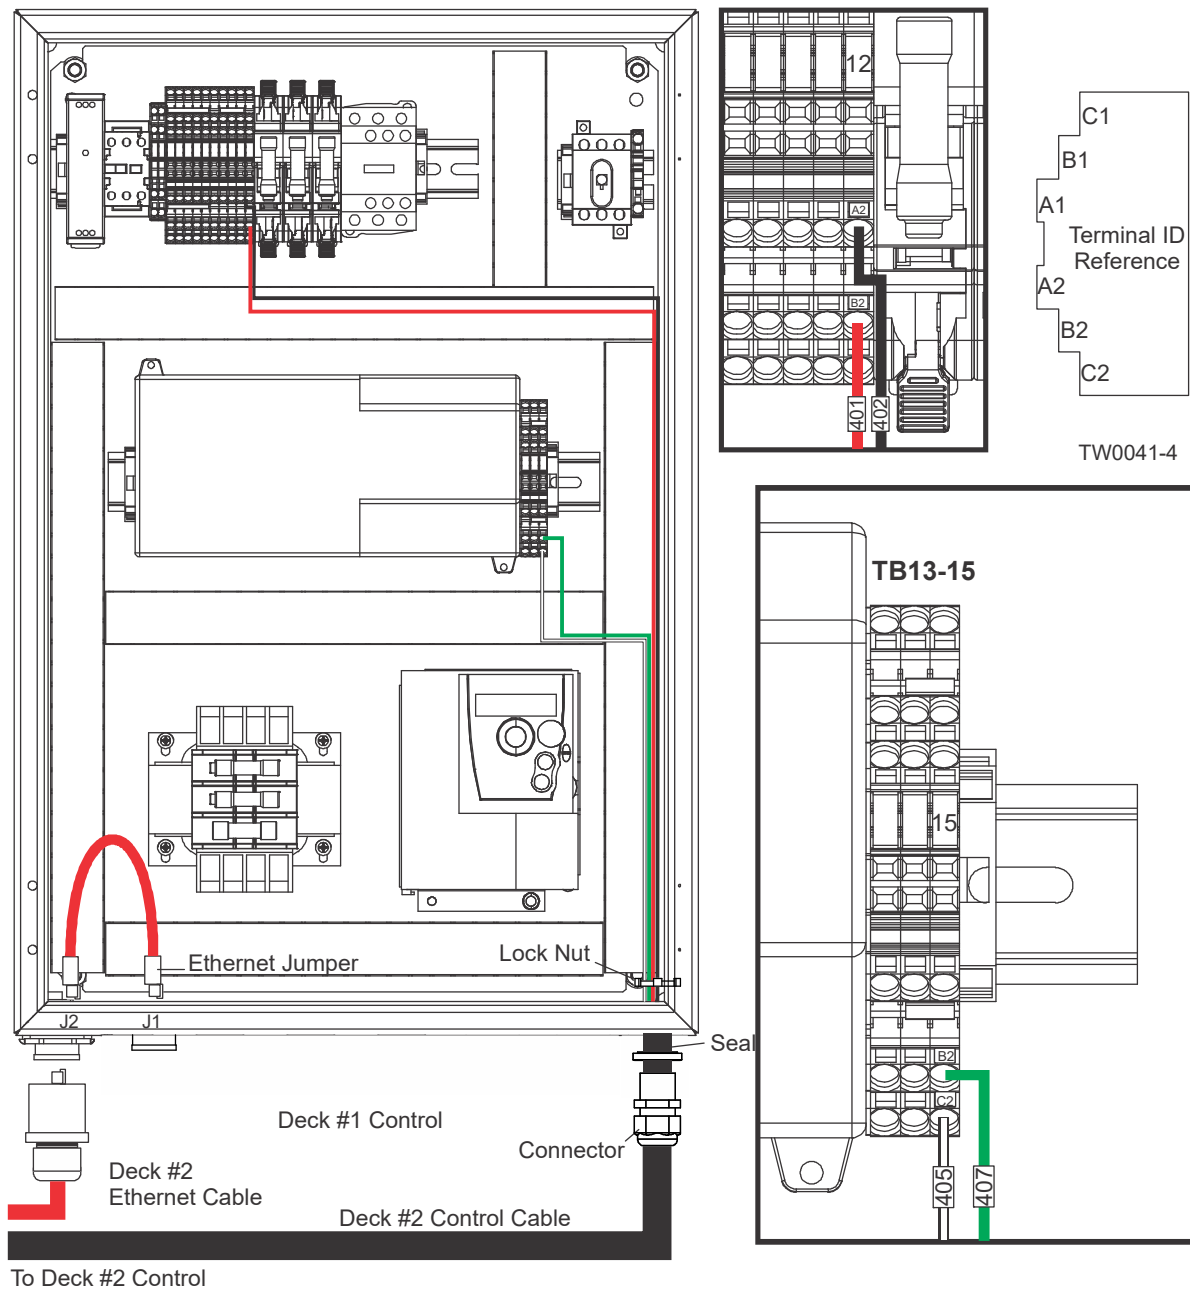 12
A2
B2
401
402
C1
B1
A1
Terminal ID
Reference
A2
B2
C2
TW0041-4
TB13-15
15
B2
C2
405
407
Ethernet Jumper
Lock Nut
J2
J1
Seal
Deck #1 Control
Connector
Deck #2
Ethernet Cable
Deck #2 Control Cable
To Deck #2 Control